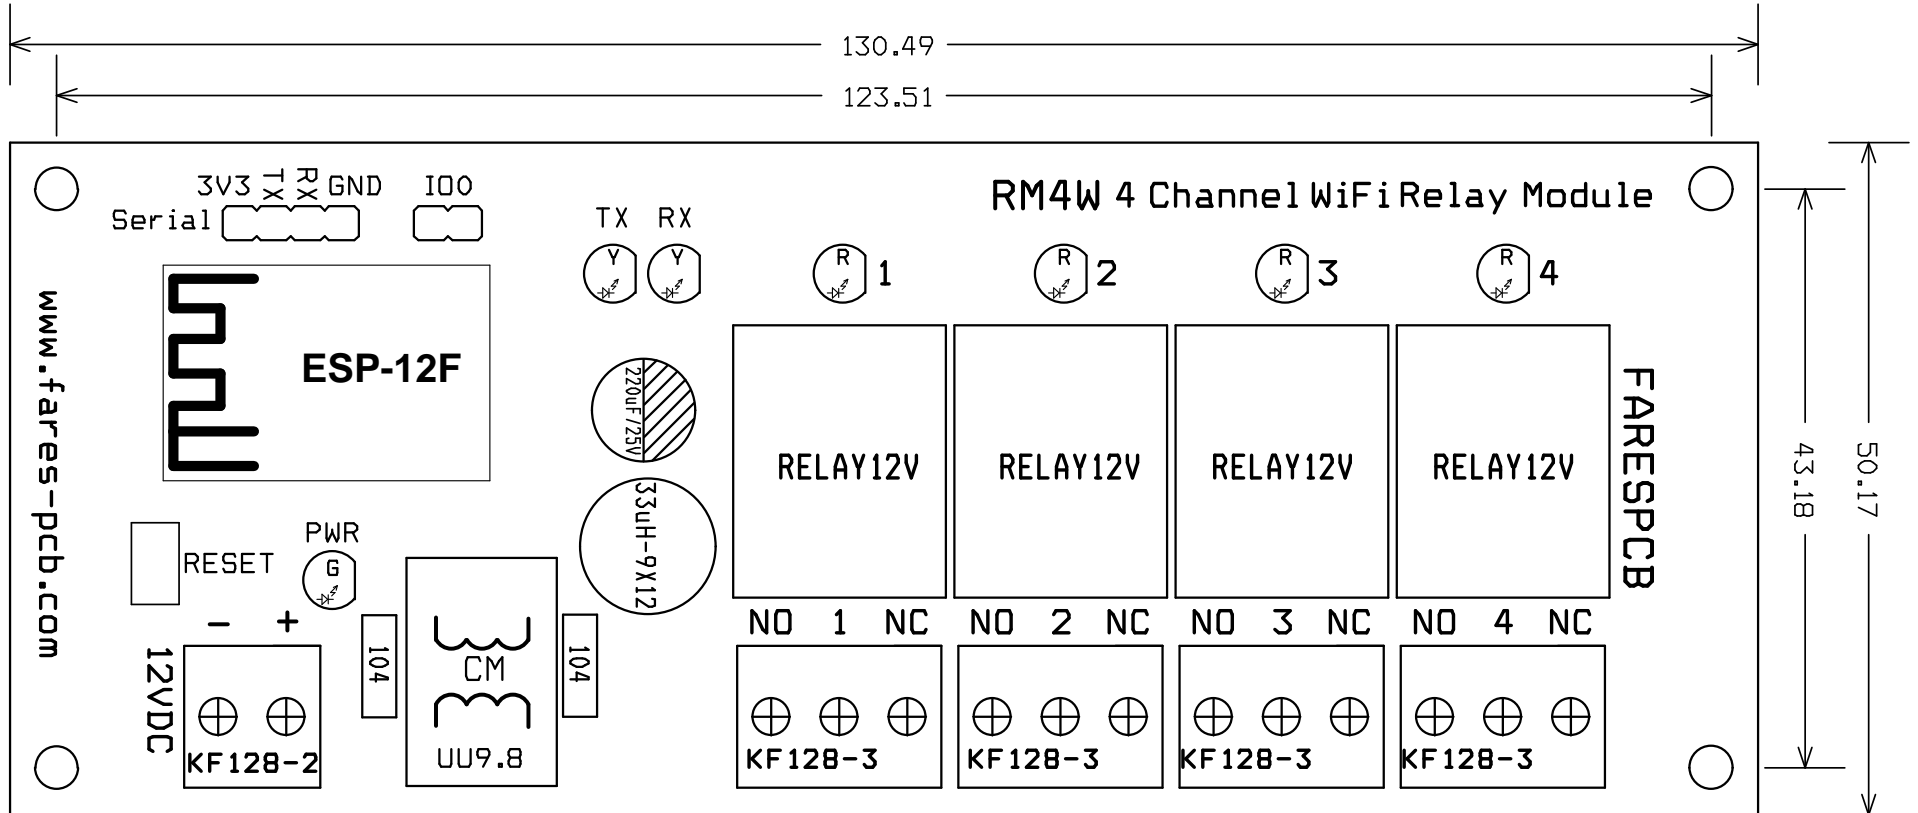 130.49
123.51
3V3 TX RX GND
IO0
Serial
TX RX
RM4W 4 Channel WiFi Relay Module
Y
Y
R 1
R 2
R 3
R 4
www.fares-pcb.com
ESP-12F
220uF/25V
33uH-9X12
RELAY12V
RELAY12V
RELAY12V
RELAY12V
FARESPCB
43.18
50.17
RESET
PWR
G
- +
12VDC
KF128-2
104
CM
UU9.8
104
NO 1 NC
NO 2 NC
NO 3 NC
NO 4 NC
KF128-3
KF128-3
KF128-3
KF128-3